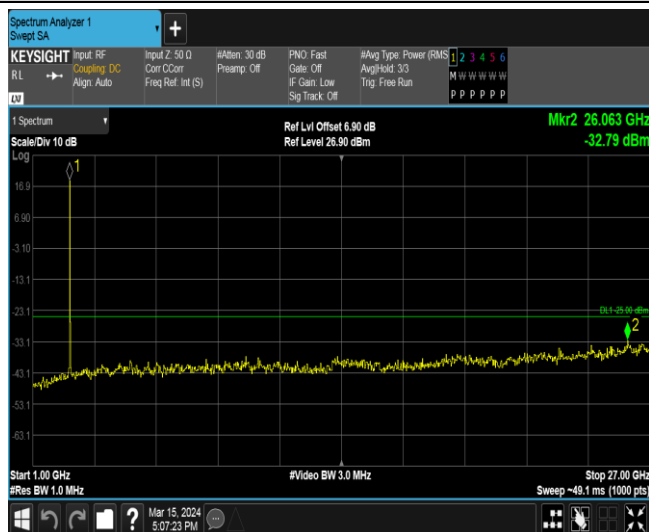 Spectrum Analyzer 1
Swept SA
+
KEYSIGHT
RL
LXI
Input: RF
Coupling: DC
Align: Auto
Input Z: 50 Ω
Corr CCorr
Freq Ref: Int (S)
#Atten: 30 dB
Preamp: Off
PNO: Fast
Gate: Off
IF Gain: Low
Sig Track: Off
#Avg Type: Power (RMS
Avg|Hold: 3/3
Trig: Free Run
1 2 3 4 5 6
M W W W W W
P P P P P P
1 Spectrum
Scale/Div 10 dB
Ref Lvl Offset 6.90 dB
Ref Level 26.90 dBm
Mkr2 26.063 GHz
-32.79 dBm
Log
1
16.9
6.90
-3.10
-13.1
-23.1
DL1 -25.00 dBm
2
-33.1
-43.1
-53.1
-63.1
Start 1.00 GHz
#Video BW 3.0 MHz
Stop 27.00 GHz
#Res BW 1.0 MHz
Sweep ~49.1 ms (1000 pts)
?
Mar 15, 2024
5:07:23 PM